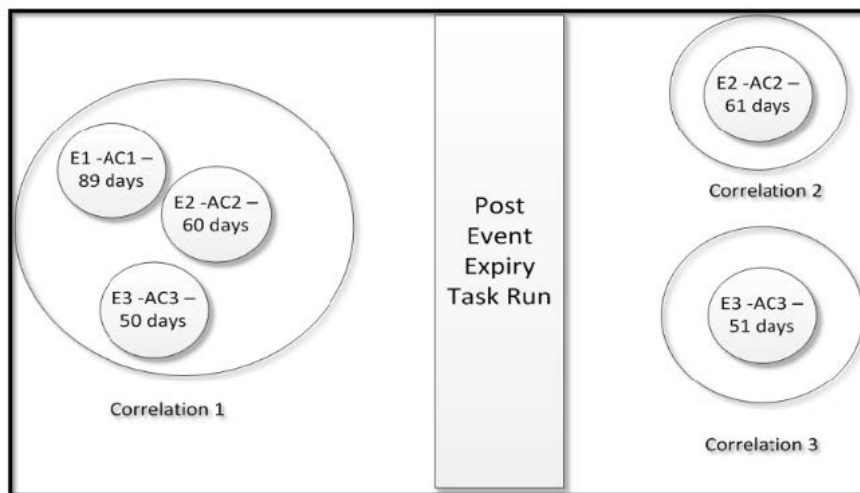 E1 -AC1 –
89 days
E2 -AC2 –
60 days
E3 -AC3 –
50 days
Correlation 1
Post
Event
Expiry
Task Run
E2 -AC2 –
61 days
Correlation 2
E3 -AC3 –
51 days
Correlation 3